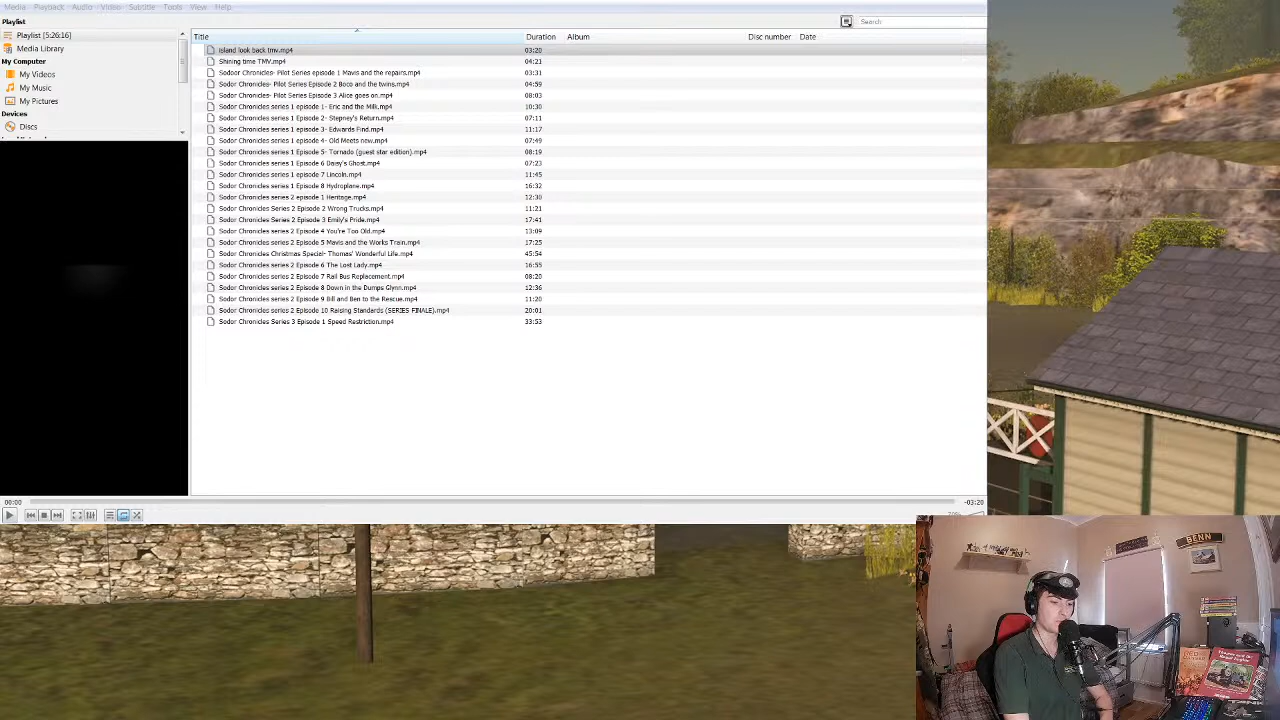 Media Playback Audio Video Subtitle Tools View Help
Playlist Search
Playlist [5:26:16]
Media Library
My Computer
My Videos
My Music
My Pictures
Devices
Discs
Title Duration Album Disc number Date
island look back tmv.mp4 03:20
Shining time TMV.mp4 04:21
Sodoor Chronicles- Pilot Series episode 1 Mavis and the repairs.mp4 03:31
Sodor Chronicles- Pilot Series Episode 2 Boco and the twins.mp4 04:59
Sodor Chronicles- Pilot Series Episode 3 Alice goes on.mp4 08:03
Sodor Chronicles series 1 episode 1- Eric and the Milk.mp4 10:30
Sodor Chronicles series 1 Episode 2- Stepney's Return.mp4 07:11
Sodor Chronicles series 1 episode 3- Edwards Find.mp4 11:17
Sodor Chronicles series 1 episode 4- Old Meets new.mp4 07:49
Sodor Chronicles series 1 Episode 5- Tornado (guest star edition).mp4 08:19
Sodor Chronicles series 1 Episode 6 Daisy's Ghost.mp4 07:23
Sodor Chronicles series 1 episode 7 Lincoln.mp4 11:45
Sodor Chronicles series 1 Episode 8 Hydroplane.mp4 16:32
Sodor Chronicles series 2 episode 1 Heritage.mp4 12:30
Sodor Chronicles Series 2 Episode 2 Wrong Trucks.mp4 11:21
Sodor Chronicles Series 2 Episode 3 Emily's Pride.mp4 17:41
Sodor Chronicles series 2 Episode 4 You're Too Old.mp4 13:09
Sodor Chronicles series 2 Episode 5 Mavis and the Works Train.mp4 17:25
Sodor Chronicles Christmas Special- Thomas' Wonderful Life.mp4 45:54
Sodor Chronicles series 2 Episode 6 The Lost Lady.mp4 16:55
Sodor Chronicles series 2 Episode 7 Rail Bus Replacement.mp4 08:20
Sodor Chronicles series 2 Episode 8 Down in the Dumps Glynn.mp4 12:36
Sodor Chronicles series 2 Episode 9 Bill and Ben to the Rescue.mp4 11:20
Sodor Chronicles series 2 Episode 10 Raising Standards (SERIES FINALE).mp4 20:01
Sodor Chronicles Series 3 Episode 1 Speed Restriction.mp4 33:53
00:00 -03:20
BENN